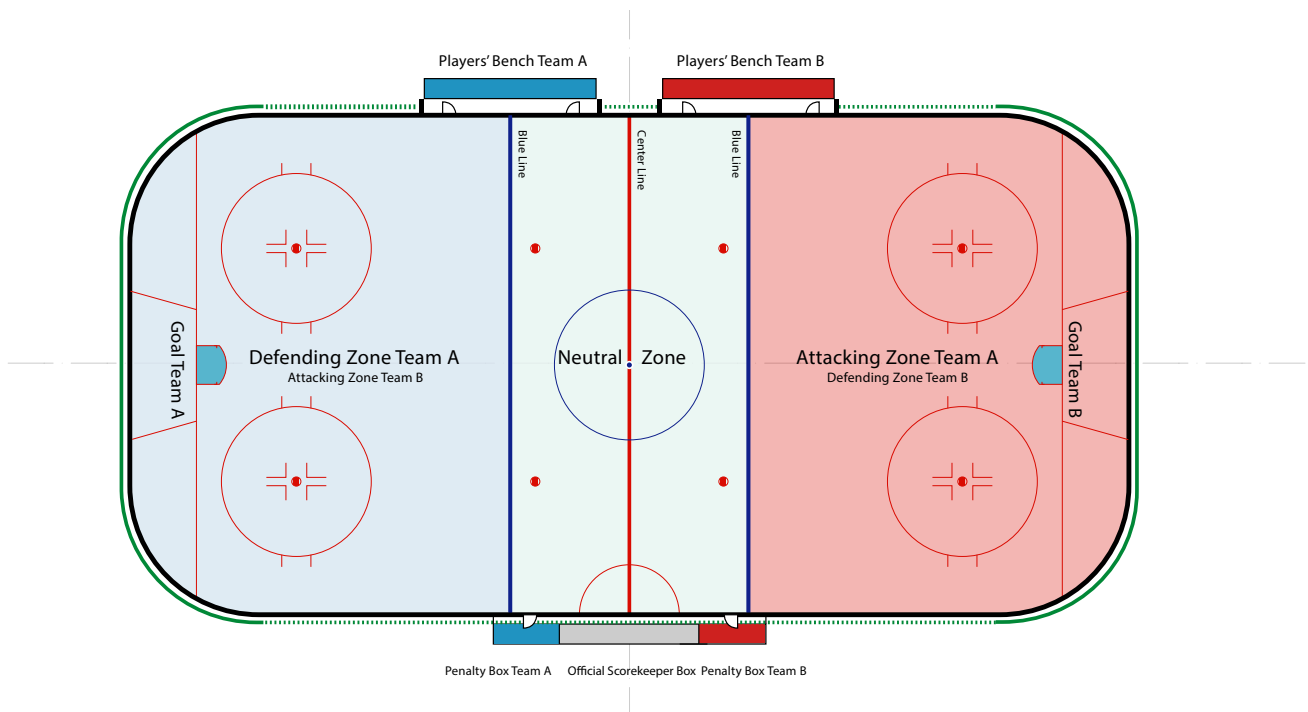 Players’ Bench Team A
Players’ Bench Team B
Blue Line
Center Line
Blue Line
Goal Team A
Defending Zone Team A
Attacking Zone Team B
Neutral Zone
Attacking Zone Team A
Defending Zone Team B
Goal Team B
Penalty Box Team A
Official Scorekeeper Box
Penalty Box Team B